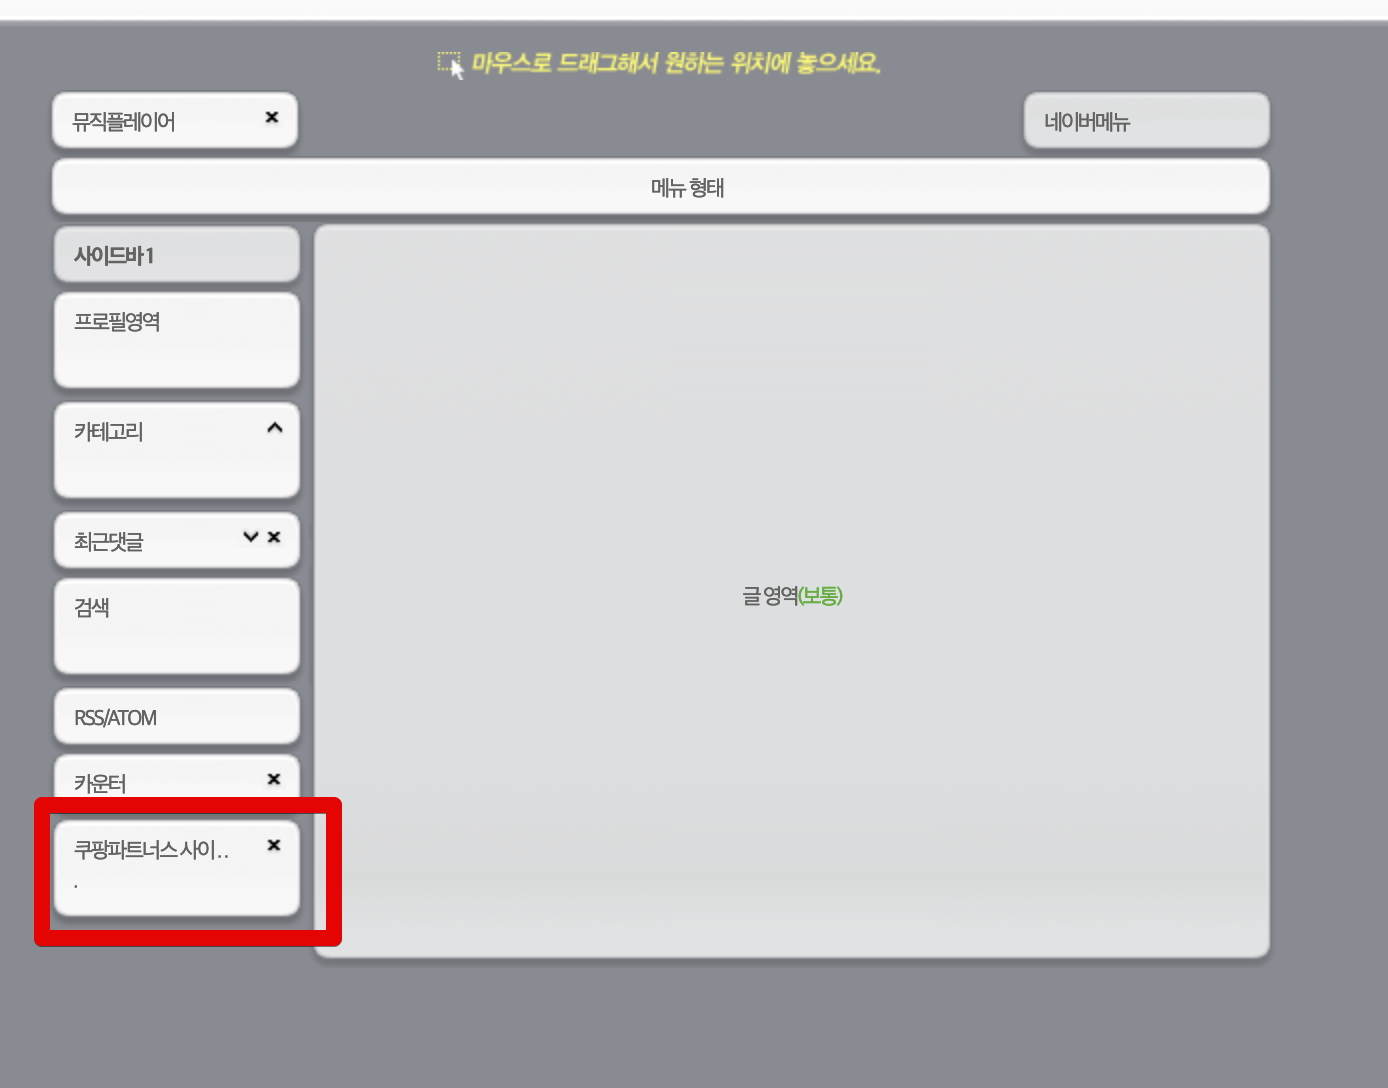 마우스로 드래그해서 원하는 위치에 놓으세요.
뮤직플레이어
네이버메뉴
메뉴 형태
사이드바 1
프로필영역
카테고리
최근댓글
검색
RSS/ATOM
카운터
쿠팡파트너스 사이..
.
글 영역(보통)